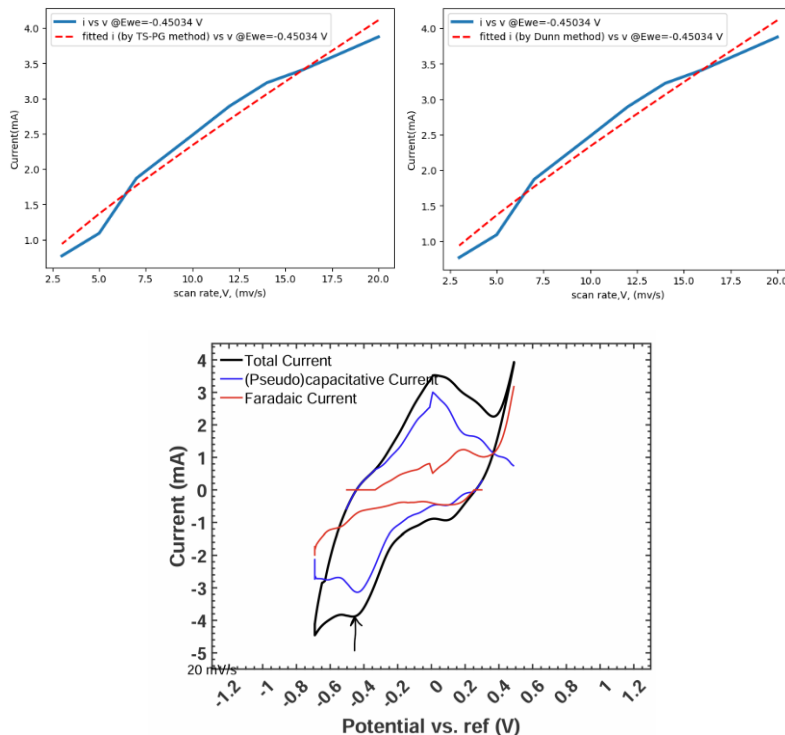 i vs v @Ewe=-0.45034 V
fitted i (by TS-PG method) vs v @Ewe=-0.45034 V
Current(mA)
4.0
3.5
3.0
2.5
2.0
1.5
1.0
2.5 5.0 7.5 10.0 12.5 15.0 17.5 20.0
scan rate,V, (mv/s)
i vs v @Ewe=-0.45034 V
fitted i (by Dunn method) vs v @Ewe=-0.45034 V
Current(mA)
4.0
3.5
3.0
2.5
2.0
1.5
1.0
2.5 5.0 7.5 10.0 12.5 15.0 17.5 20.0
scan rate,V, (mv/s)
Total Current
(Pseudo)capacitative Current
Faradaic Current
Current (mA)
4
3
2
1
0
-1
-2
-3
-4
-5
20 mV/s
-1.2 -1 -0.8 -0.6 -0.4 -0.2 0 0.2 0.4 0.6 0.8 1 1.2
Potential vs. ref (V)